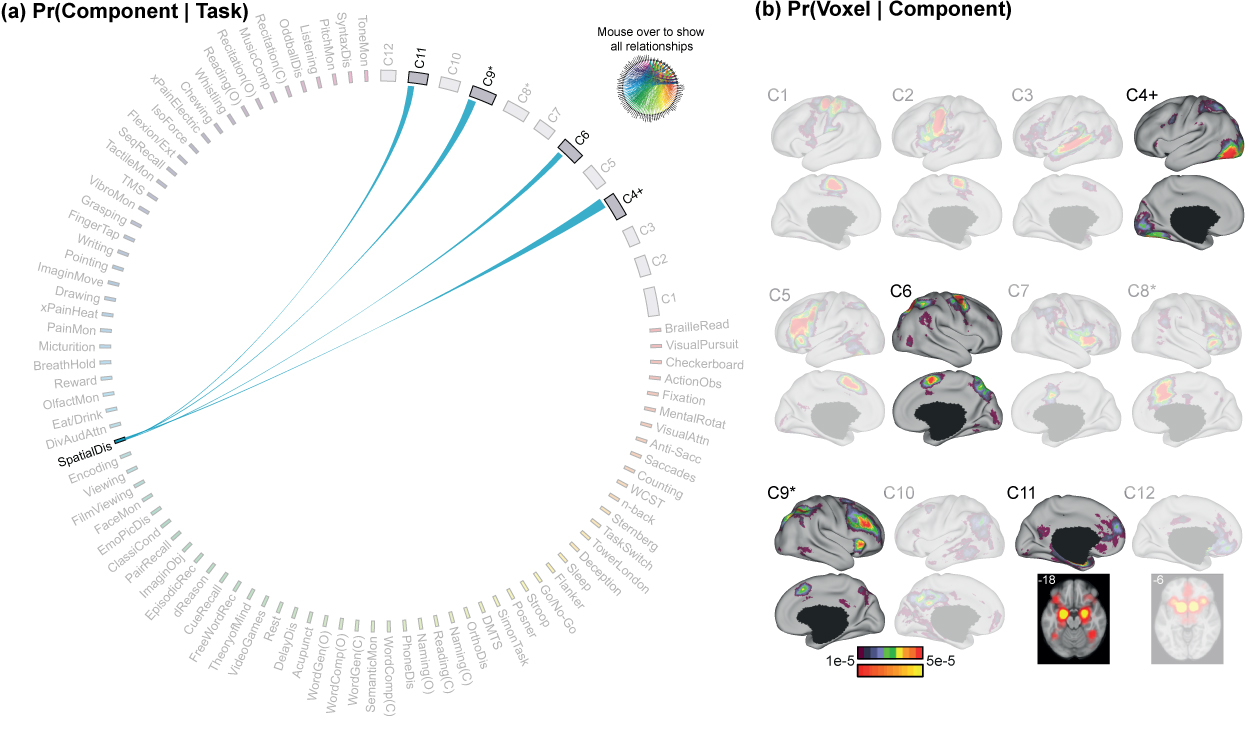 (a) Pr(Component | Task)
Mouse over to show
all relationships
ToneMon
SyntaxDis
PitchMon
Listening
OddballDis
Recitation(C)
MusicComp
Recitation(O)
Reading(O)
Whistling
Chewing
xPainElectric
IsoForce
Flexion/Ext
SeqRecall
TactileMon
TMS
VibroMon
Grasping
FingerTap
Writing
Pointing
ImaginMove
Drawing
xPainHeat
PainMon
Micturition
BreathHold
Reward
OlfactMon
Eat/Drink
DivAudAttn
SpatialDis
Encoding
Viewing
FilmViewing
FaceMon
EmoPicDis
ClassiCond
PairRecall
ImaginObj
EpisodicRec
dReason
CueRecall
FreeWordRec
TheoryofMind
VideoGames
Rest
DelayDis
Acupunct
WordGen(O)
WordComp(O)
WordGen(C)
SemanticMon
WordComp(C)
PhoneDis
Naming(O)
Reading(C)
Naming(C)
OrthoDis
DMTS
SimonTask
Posner
Stroop
Go/No-Go
Flanker
Sleep
Deception
TowerLondon
TaskSwitch
Sternberg
n-back
WCST
Counting
Saccades
Anti-Sacc
VisualAttn
MentalRotat
Fixation
ActionObs
Checkerboard
VisualPursuit
BrailleRead
C1
C2
C3
C4+
C5
C6
C7
C8*
C9*
C10
C11
C12
(b) Pr(Voxel | Component)
C1
C2
C3
C4+
C5
C6
C7
C8*
C9*
C10
C11
C12
-18
-6
1e-5
5e-5